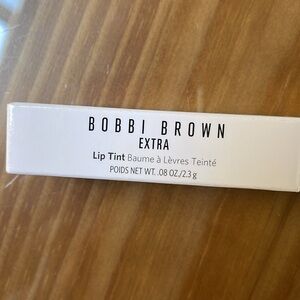 BOBBI BROWN
EXTRA
Lip Tint Baume à Lèvres Teinté
POIDS NET WT. .08 OZ./2.3 g